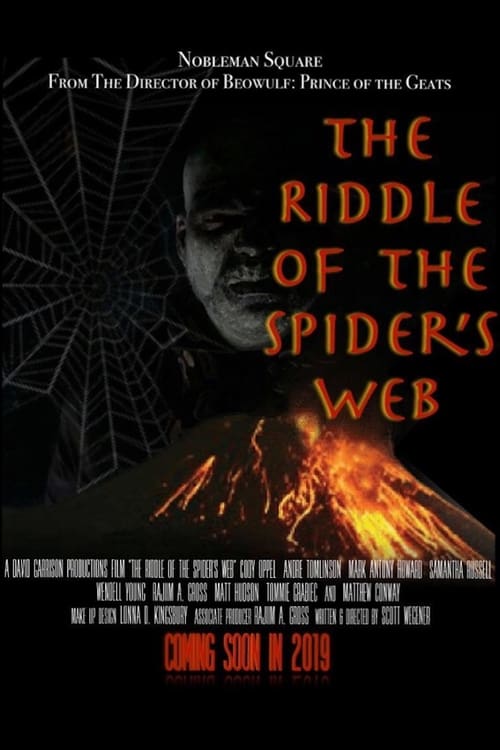 Nobleman Square
From The Director of Beowulf: Prince of the Geats
THE
RIDDLE
OF THE
SPIDER'S
WEB
A DAVID GARRISON PRODUCTIONS FILM "THE RIDDLE OF THE SPIDER'S WEB" CODY OPPEL ANDRE TOMLINSON MARK ANTONY HOWARD SAMANTHA RUSSELL
WENDELL YOUNG RAJIM A. GROSS MATT HUDSON TOMMIE GRABIEC AND MATTHEW CONWAY
MAKE UP DESIGN LONNA D. KINGSBURY ASSOCIATE PRODUCER RAJIM A. GROSS WRITTEN & DIRECTED BY SCOTT WEGENER
COMING SOON IN 2019